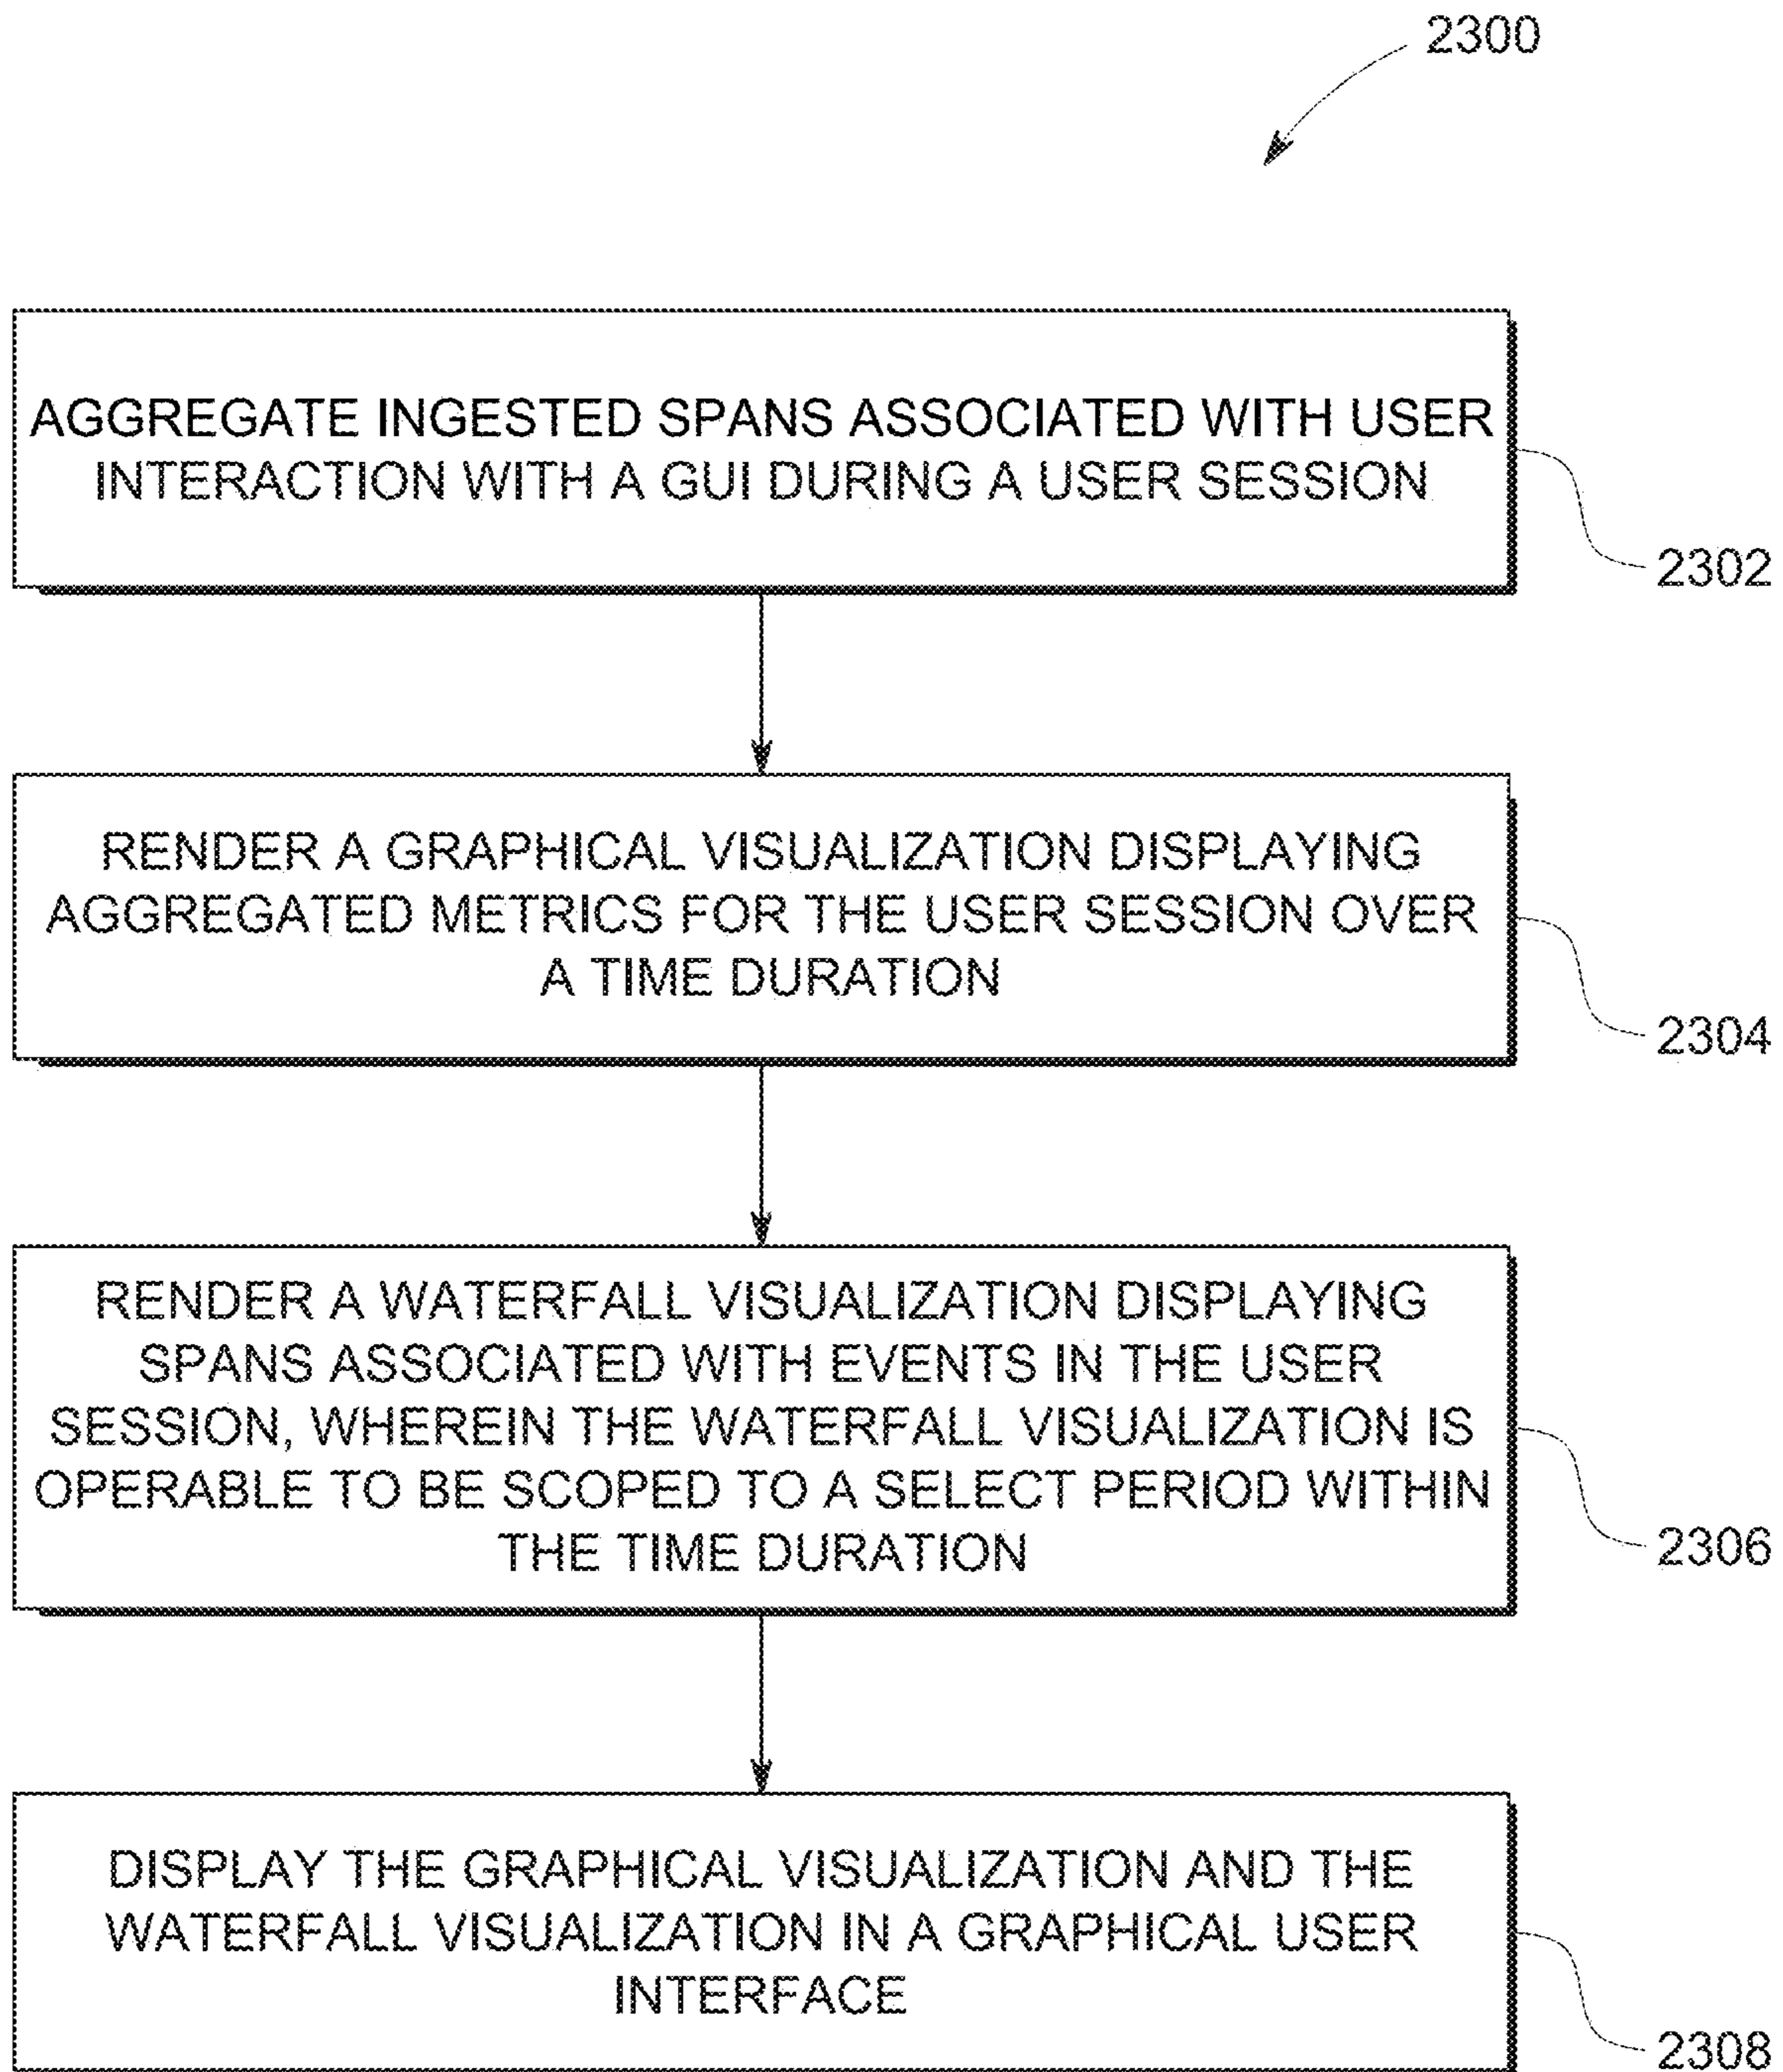 2300
AGGREGATE INGESTED SPANS ASSOCIATED WITH USER
INTERACTION WITH A GUI DURING A USER SESSION
2302
RENDER A GRAPHICAL VISUALIZATION DISPLAYING
AGGREGATED METRICS FOR THE USER SESSION OVER
A TIME DURATION
2304
RENDER A WATERFALL VISUALIZATION DISPLAYING
SPANS ASSOCIATED WITH EVENTS IN THE USER
SESSION, WHEREIN THE WATERFALL VISUALIZATION IS
OPERABLE TO BE SCOPED TO A SELECT PERIOD WITHIN
THE TIME DURATION
2306
DISPLAY THE GRAPHICAL VISUALIZATION AND THE
WATERFALL VISUALIZATION IN A GRAPHICAL USER
INTERFACE
2308